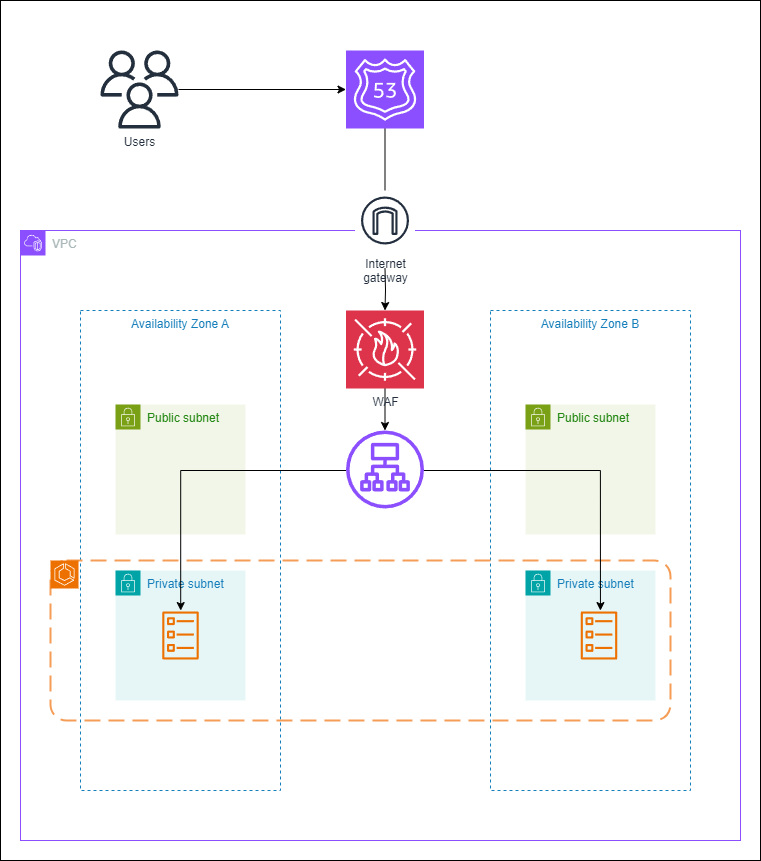 53
Users
VPC
Internet
gateway
Availability Zone A
Availability Zone B
WAF
Public subnet
Public subnet
Private subnet
Private subnet